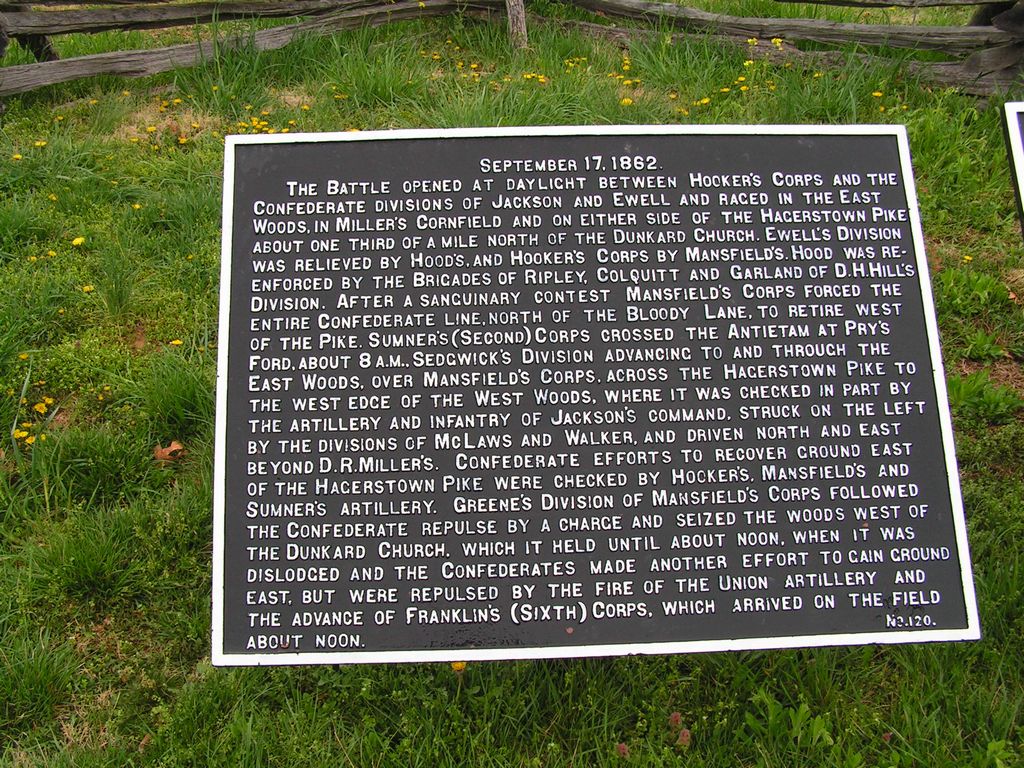 SEPTEMBER 17, 1862.
THE BATTLE OPENED AT DAYLIGHT BETWEEN HOOKER'S CORPS AND THE
CONFEDERATE DIVISIONS OF JACKSON AND EWELL AND RAGED IN THE EAST
WOODS, IN MILLER'S CORNFIELD AND ON EITHER SIDE OF THE HAGERSTOWN PIKE
ABOUT ONE THIRD OF A MILE NORTH OF THE DUNKARD CHURCH. EWELL'S DIVISION
WAS RELIEVED BY HOOD'S, AND HOOKER'S CORPS BY MANSFIELD'S. HOOD WAS RE-
ENFORCED BY THE BRIGADES OF RIPLEY, COLQUITT AND GARLAND OF D.H. HILL'S
DIVISION. AFTER A SANGUINARY CONTEST MANSFIELD'S CORPS FORCED THE
ENTIRE CONFEDERATE LINE, NORTH OF THE BLOODY LANE, TO RETIRE WEST
OF THE PIKE. SUMNER'S (SECOND) CORPS CROSSED THE ANTIETAM AT PRY'S
FORD, ABOUT 8 A.M., SEDGWICK'S DIVISION ADVANCING TO AND THROUGH THE
EAST WOODS, OVER MANSFIELD'S CORPS, ACROSS THE HAGERSTOWN PIKE TO
THE WEST EDGE OF THE WEST WOODS, WHERE IT WAS CHECKED IN PART BY
THE ARTILLERY AND INFANTRY OF JACKSON'S COMMAND, STRUCK ON THE LEFT
BY THE DIVISIONS OF MCLAWS AND WALKER, AND DRIVEN NORTH AND EAST
BEYOND D.R. MILLER'S. CONFEDERATE EFFORTS TO RECOVER GROUND EAST
OF THE HAGERSTOWN PIKE WERE CHECKED BY HOOKER'S, MANSFIELD'S AND
SUMNER'S ARTILLERY. GREENE'S DIVISION OF MANSFIELD'S CORPS FOLLOWED
THE CONFEDERATE REPULSE BY A CHARGE AND SEIZED THE WOODS WEST OF
THE DUNKARD CHURCH, WHICH IT HELD UNTIL ABOUT NOON, WHEN IT WAS
DISLODGED AND THE CONFEDERATES MADE ANOTHER EFFORT TO GAIN GROUND
EAST, BUT WERE REPULSED BY THE FIRE OF THE UNION ARTILLERY AND
THE ADVANCE OF FRANKLIN'S (SIXTH) CORPS, WHICH ARRIVED ON THE FIELD
ABOUT NOON.
No. 120.